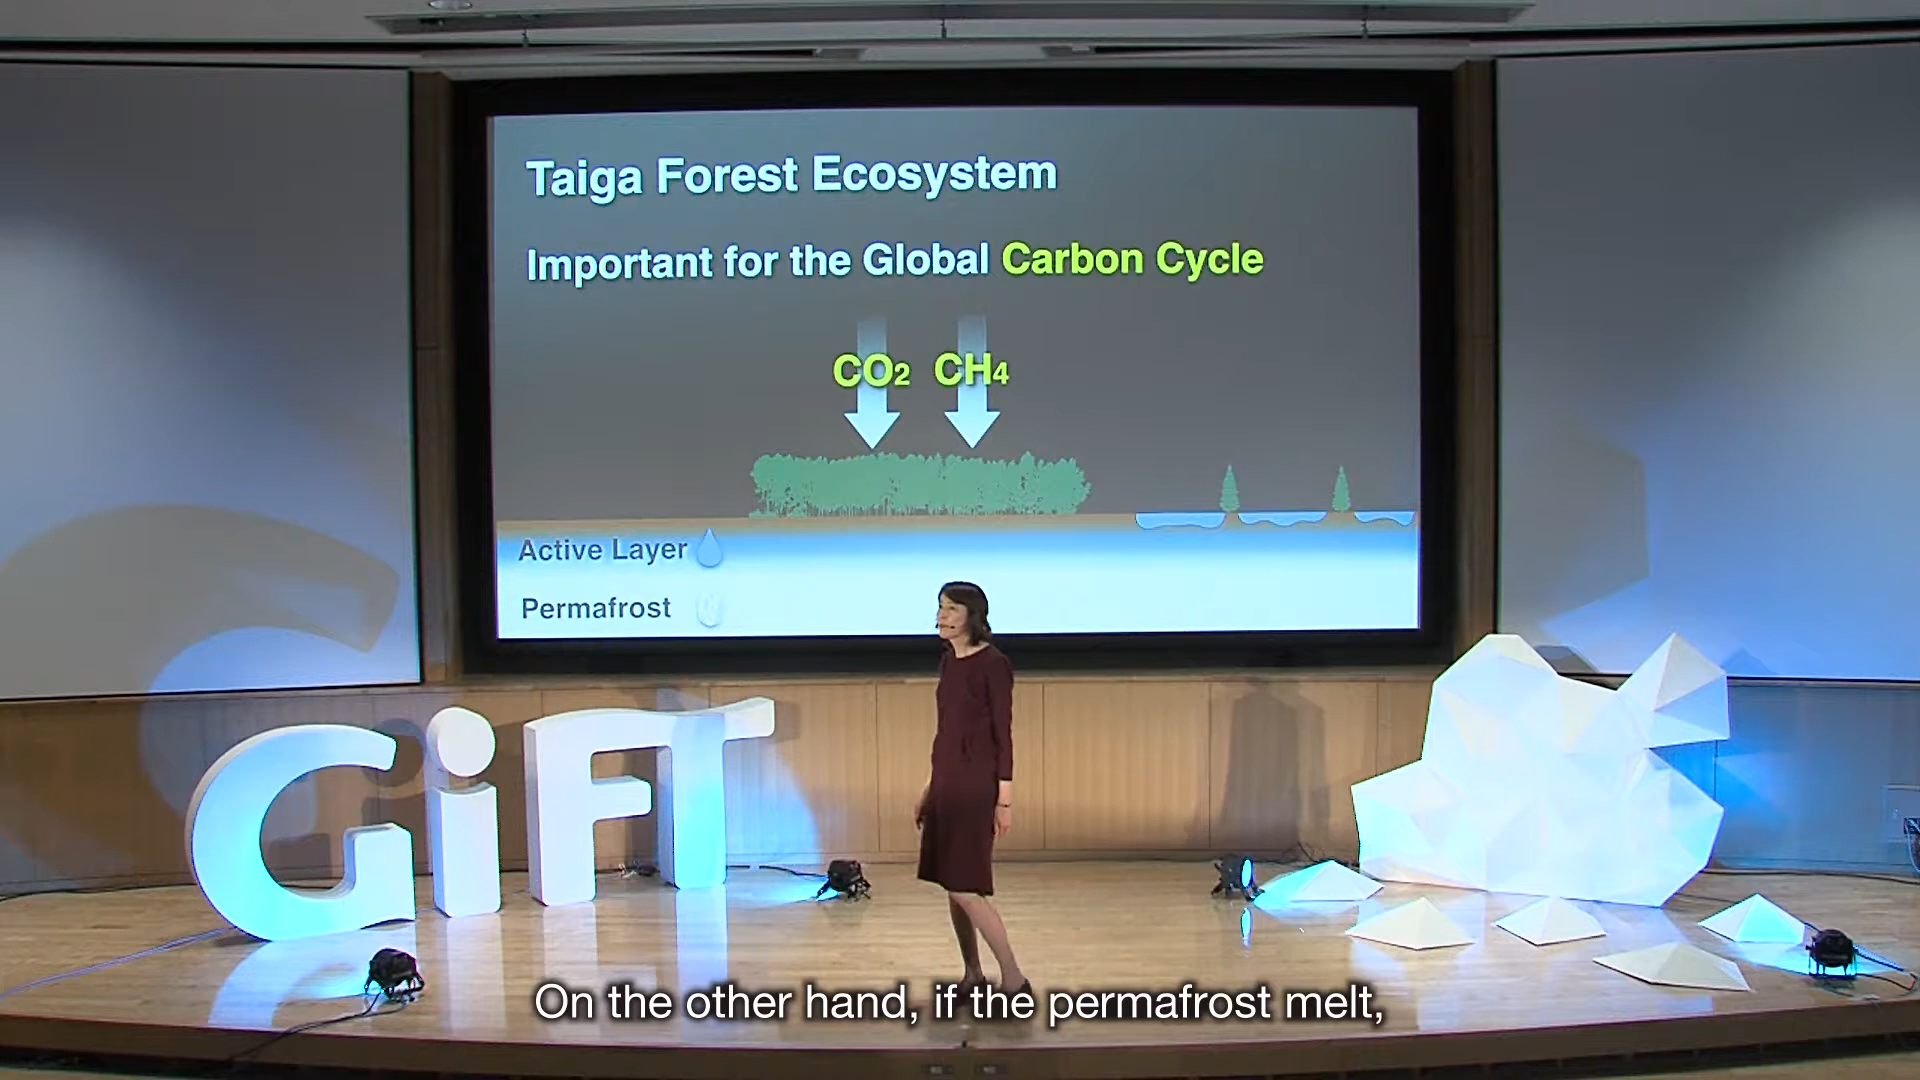 Taiga Forest Ecosystem
Important for the Global Carbon Cycle
CO2 CH4
Active Layer
Permafrost
GiFT
On the other hand, if the permafrost melt,